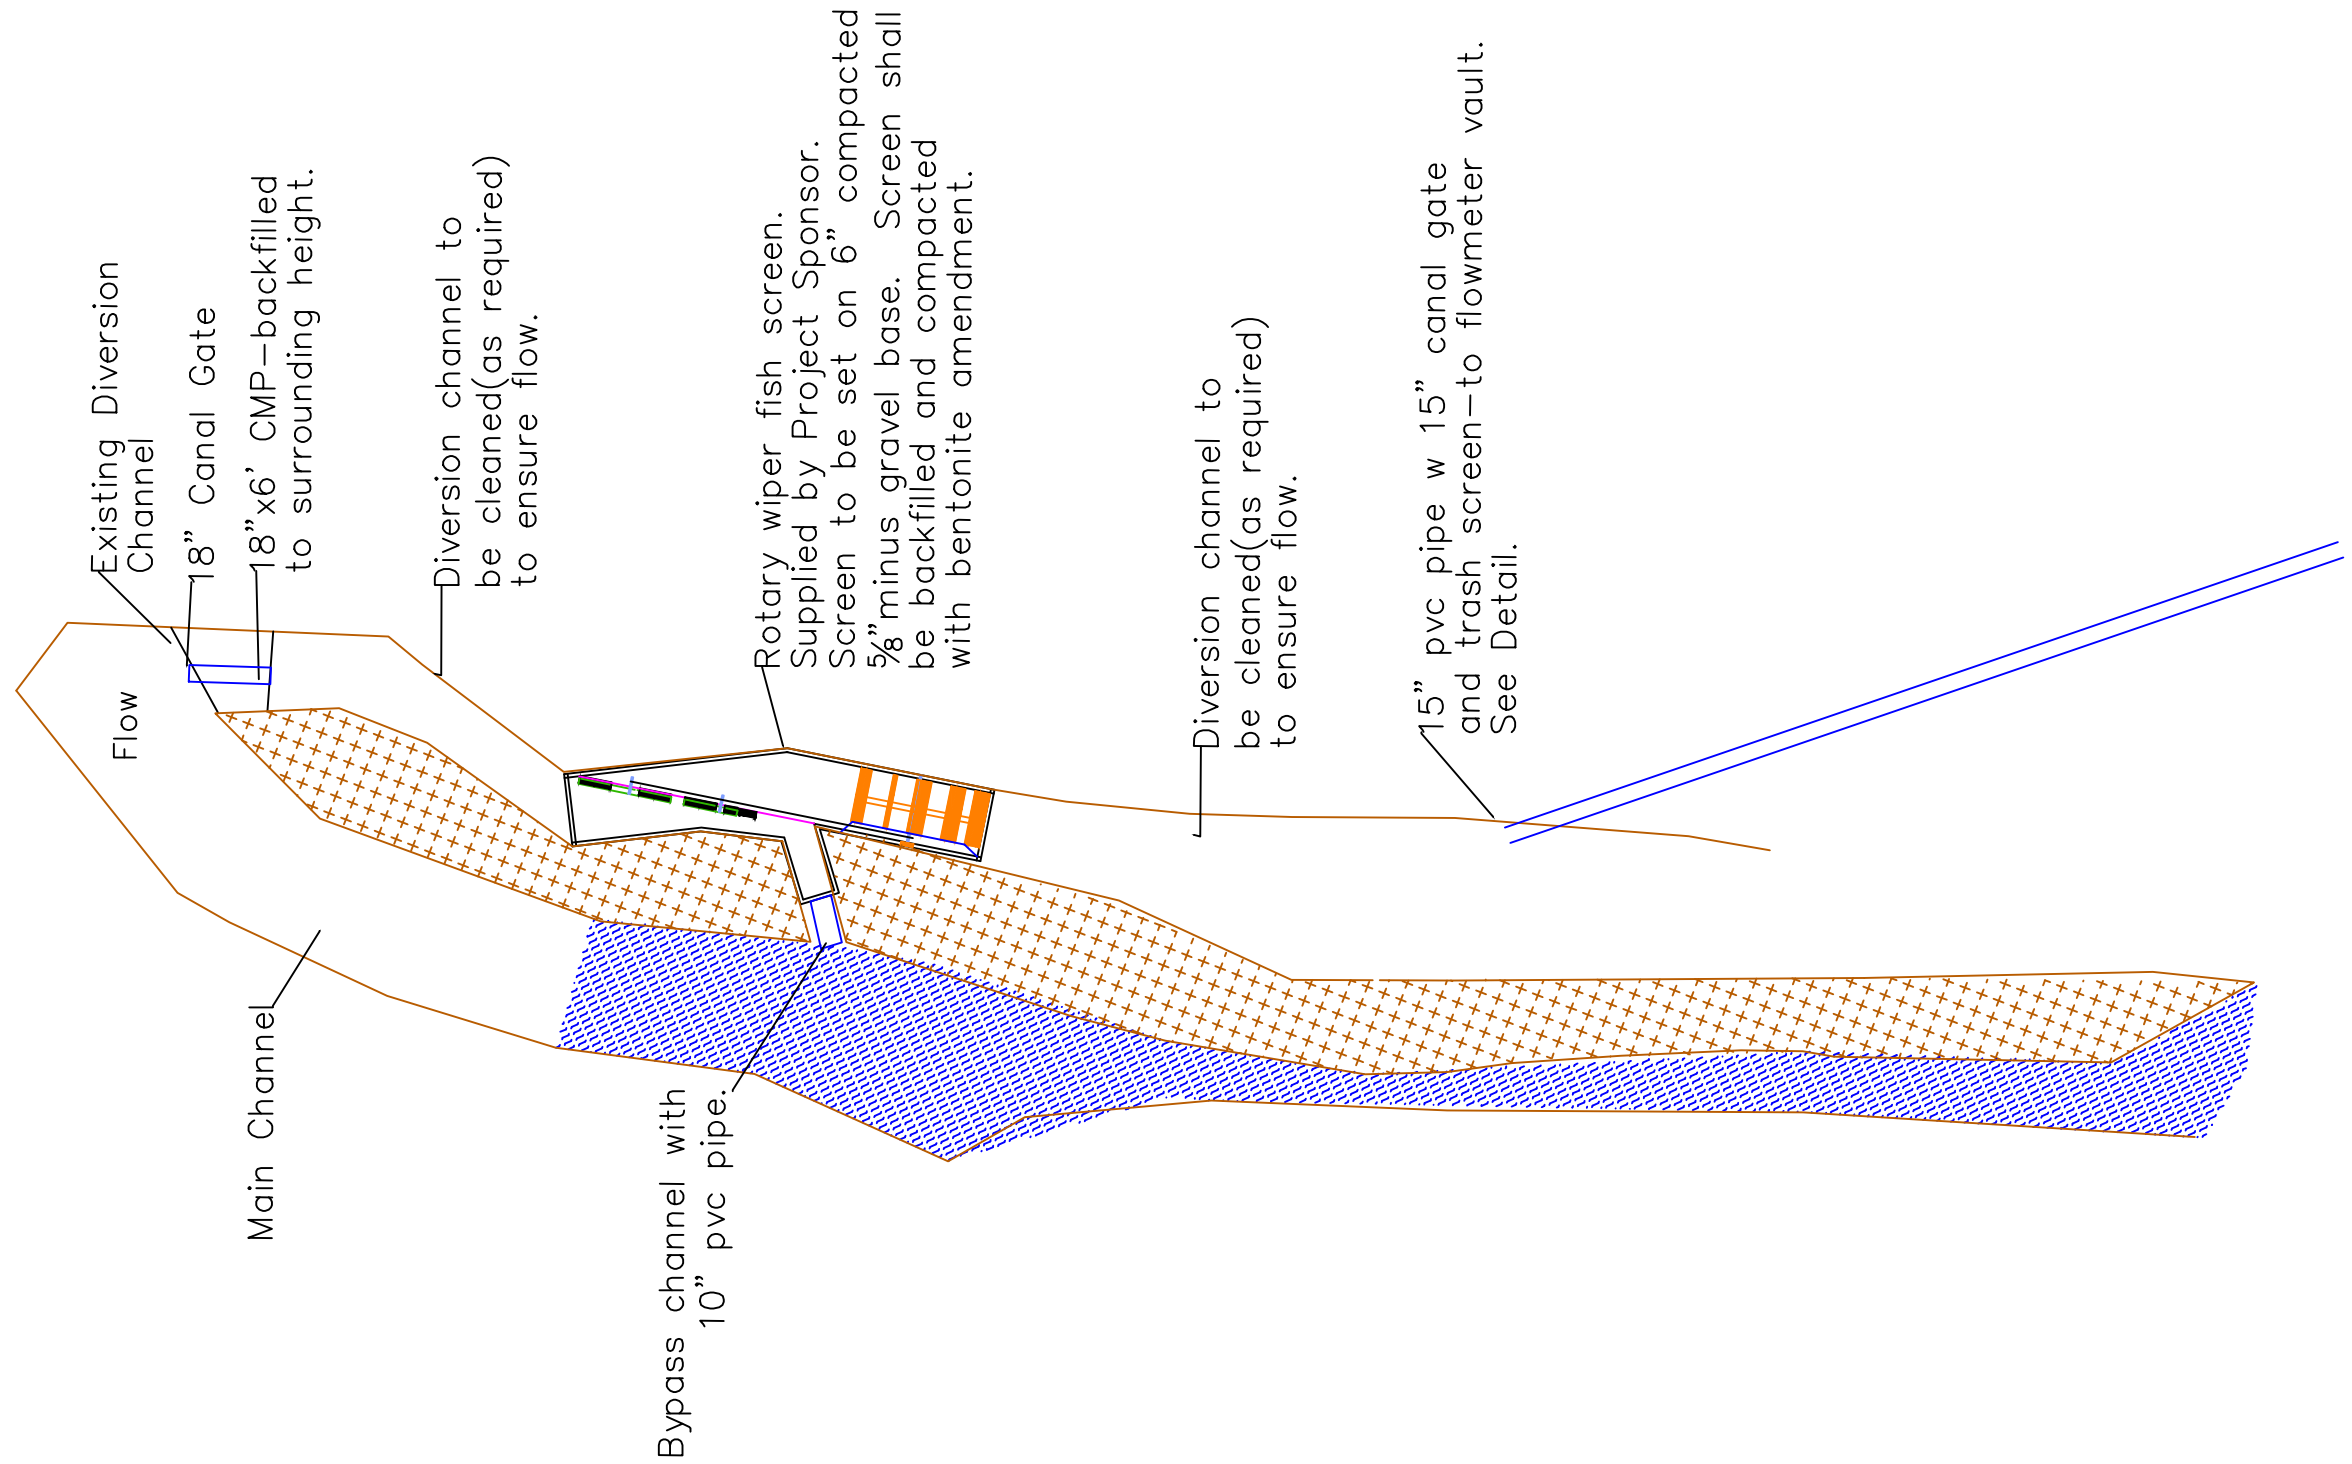 Existing Diversion
Channel
18" Canal Gate
18"x6' CMP-backfilled
to surrounding height.
Flow
Diversion channel to
be cleaned(as required)
to ensure flow.
Main Channel
Rotary wiper fish screen.
Supplied by Project Sponsor.
Screen to be set on 6" compacted
5/8"minus gravel base. Screen shall
be backfilled and compacted
with bentonite amendment.
Bypass channel with
10" pvc pipe.
Diversion channel to
be cleaned(as required)
to ensure flow.
15" pvc pipe w 15" canal gate
and trash screen-to flowmeter vault.
See Detail.